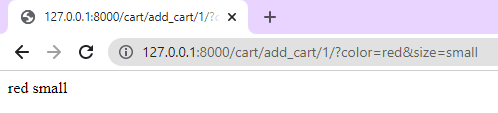 127.0.0.1:8000/cart/add_cart/1/?c
127.0.0.1:8000/cart/add_cart/1/?color=red&size=small
red small